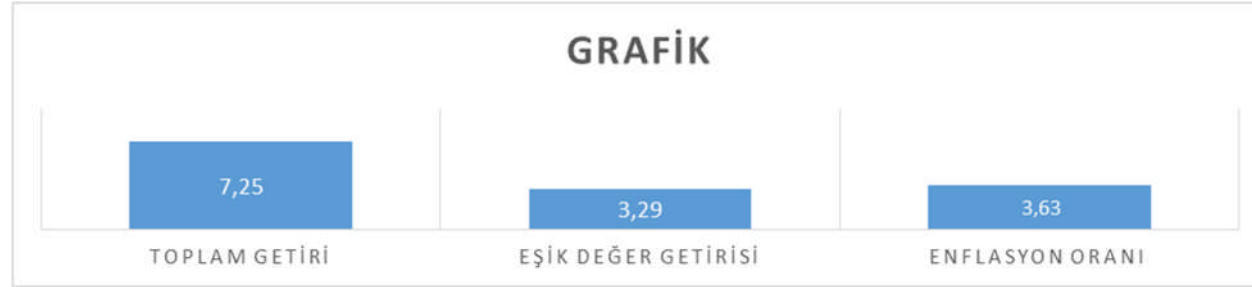 GRAFİK
7,25
3,29
3,63
TOPLAM GETİRİ
EŞİK DEĞER GETİRİSİ
ENFLASYON ORANI